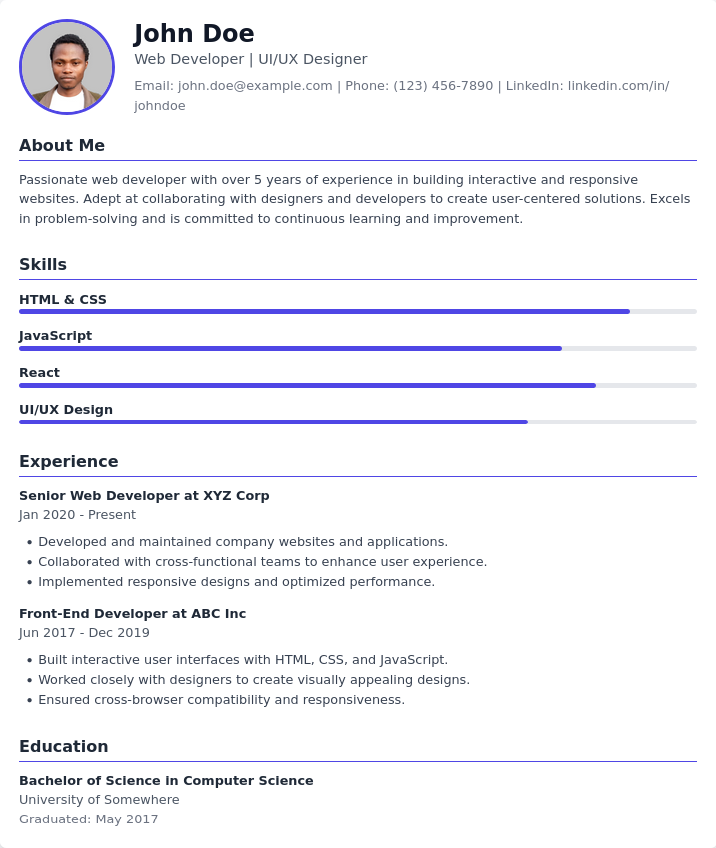 John Doe
Web Developer | UI/UX Designer
Email: john.doe@example.com | Phone: (123) 456-7890 | LinkedIn: linkedin.com/in/
johndoe
About Me
Passionate web developer with over 5 years of experience in building interactive and responsive
websites. Adept at collaborating with designers and developers to create user-centered solutions. Excels
in problem-solving and is committed to continuous learning and improvement.
Skills
HTML & CSS
JavaScript
React
UI/UX Design
Experience
Senior Web Developer at XYZ Corp
Jan 2020 - Present
• Developed and maintained company websites and applications.
• Collaborated with cross-functional teams to enhance user experience.
• Implemented responsive designs and optimized performance.
Front-End Developer at ABC Inc
Jun 2017 - Dec 2019
• Built interactive user interfaces with HTML, CSS, and JavaScript.
• Worked closely with designers to create visually appealing designs.
• Ensured cross-browser compatibility and responsiveness.
Education
Bachelor of Science in Computer Science
University of Somewhere
Graduated: May 2017